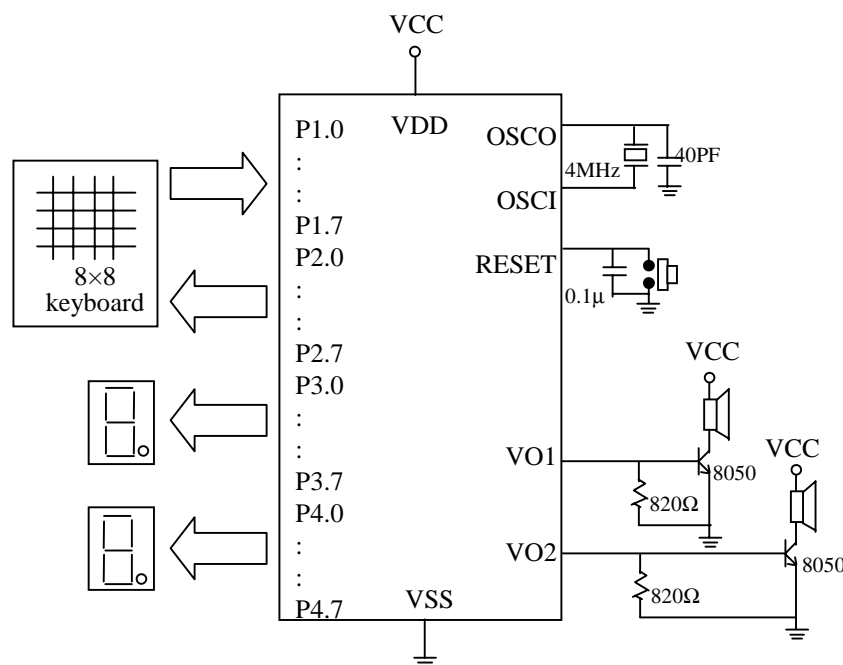 VCC
P1.0
VDD
OSCO
:
:
4MHz
40PF
OSCI
P1.7
P2.0
RESET
8×8
keyboard
:
:
0.1μ
P2.7
VCC
P3.0
:
:
VO1
8050
VCC
P3.7
820Ω
P4.0
VO2
8050
:
:
820Ω
P4.7
VSS